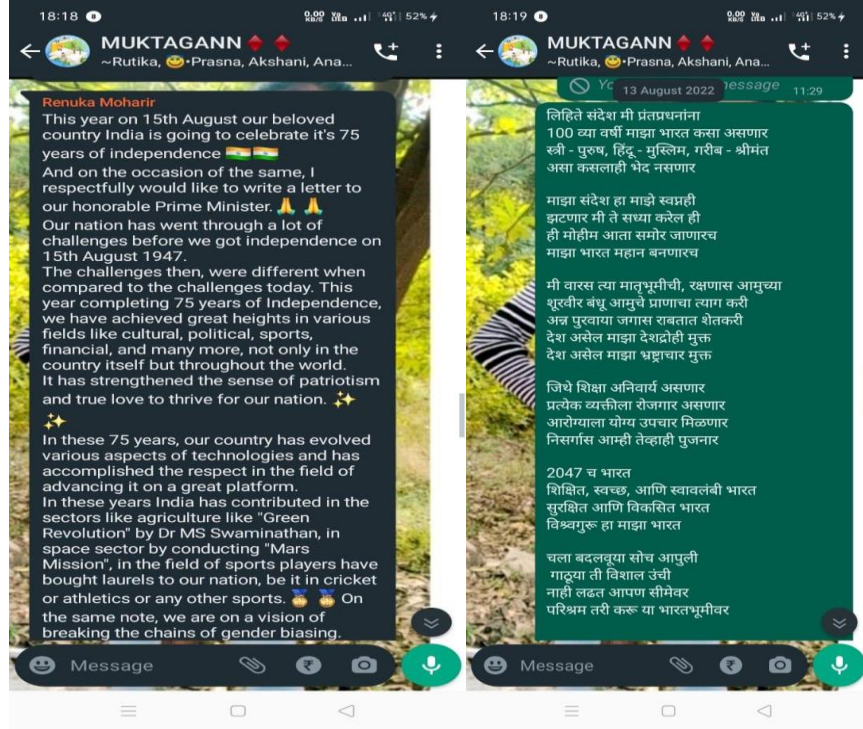 18:18
0.00 KB/S
52%
MUKTAGANN
~Rutika, 😊•Prasna, Akshani, Ana...
Renuka Moharir
This year on 15th August our beloved
country India is going to celebrate it's 75
years of independence 🇮🇳🇮🇳
And on the occasion of the same, I
respectfully would like to write a letter to
our honorable Prime Minister. 🙏 🙏
Our nation has went through a lot of
challenges before we got independence on
15th August 1947.
The challenges then, were different when
compared to the challenges today. This
year completing 75 years of Independence,
we have achieved great heights in various
fields like cultural, political, sports,
financial, and many more, not only in the
country itself but throughout the world.
It has strengthened the sense of patriotism
and true love to thrive for our nation. ✨
✨
In these 75 years, our country has evolved
various aspects of technologies and has
accomplished the respect in the field of
advancing it on a great platform.
In these years India has contributed in the
sectors like agriculture like "Green
Revolution" by Dr MS Swaminathan, in
space sector by conducting "Mars
Mission", in the field of sports players have
bought laurels to our nation, be it in cricket
or athletics or any other sports. 🏅 🏅 On
the same note, we are on a vision of
breaking the chains of gender biasing.
Message
18:19
0.00 KB/S
52%
MUKTAGANN
~Rutika, 😊•Prasna, Akshani, Ana...
13 August 2022
11:29
लिहिते संदेश मी प्रंतप्रधनांना
100 व्या वर्षी माझा भारत कसा असणार
स्त्री - पुरुष, हिंदू - मुस्लिम, गरीब - श्रीमंत
असा कसलाही भेद नसणार
माझा संदेश हा माझे स्वप्नही
झटणार मी ते सध्या करेल ही
ही मोहीम आता समोर जाणारच
माझा भारत महान बनणारच
मी वारस त्या मातृभूमीची, रक्षणास आमुच्या
शूरवीर बंधू आमुचे प्राणाचा त्याग करी
अन्न पुरवाया जगास राबतात शेतकरी
देश असेल माझा देशद्रोही मुक्त
देश असेल माझा भ्रष्टाचार मुक्त
जिथे शिक्षा अनिवार्य असणार
प्रत्येक व्यक्तीला रोजगार असणार
आरोग्याला योग्य उपचार मिळणार
निसर्गास आम्ही तेव्हाही पुजनार
2047 च भारत
शिक्षित, स्वच्छ, आणि स्वावलंबी भारत
सुरक्षित आणि विकसित भारत
विश्वगुरू हा माझा भारत
चला बदलवूया सोच आपुली
गाठूया ती विशाल उंची
नाही लढत आपण सीमेवर
परिश्रम तरी करू या भारतभूमीवर
Message